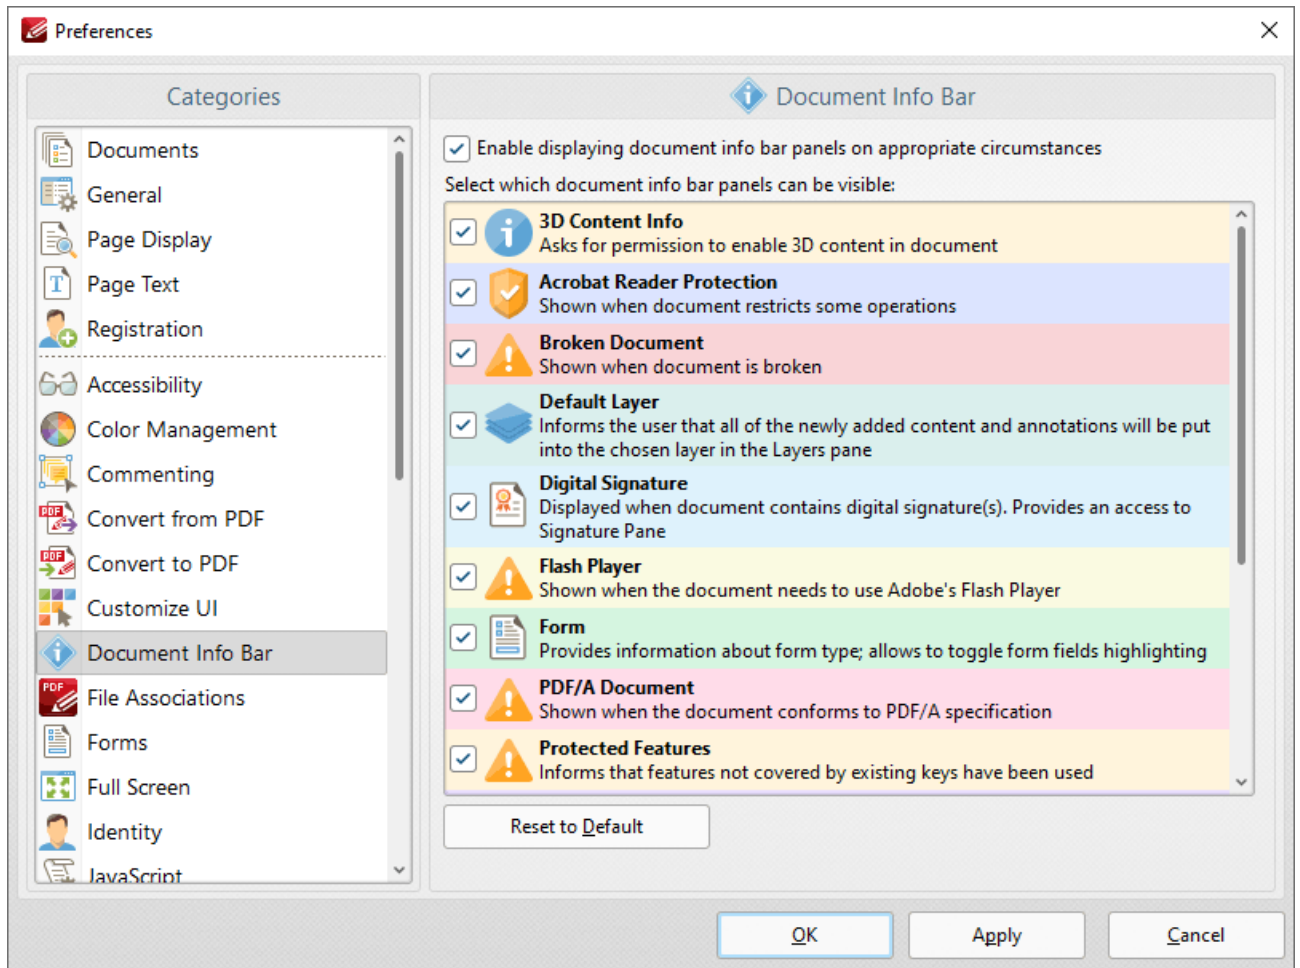 Preferences
Categories
Documents
General
Page Display
T
Page Text
Registration
Accessibility
Color Management
Commenting
PDF
Convert from PDF
PDF
Convert to PDF
Customize UI
Document Info Bar
PDF
File Associations
Forms
Full Screen
Identity
JavaScript
Document Info Bar
Enable displaying document info bar panels on appropriate circumstances
Select which document info bar panels can be visible:
3D Content Info
Asks for permission to enable 3D content in document
Acrobat Reader Protection
Shown when document restricts some operations
Broken Document
Shown when document is broken
Default Layer
Informs the user that all of the newly added content and annotations will be put
into the chosen layer in the Layers pane
Digital Signature
Displayed when document contains digital signature(s). Provides an access to
Signature Pane
Flash Player
Shown when the document needs to use Adobe's Flash Player
Form
Provides information about form type; allows to toggle form fields highlighting
PDF/A Document
Shown when the document conforms to PDF/A specification
Protected Features
Informs that features not covered by existing keys have been used
Reset to Default
OK
Apply
Cancel